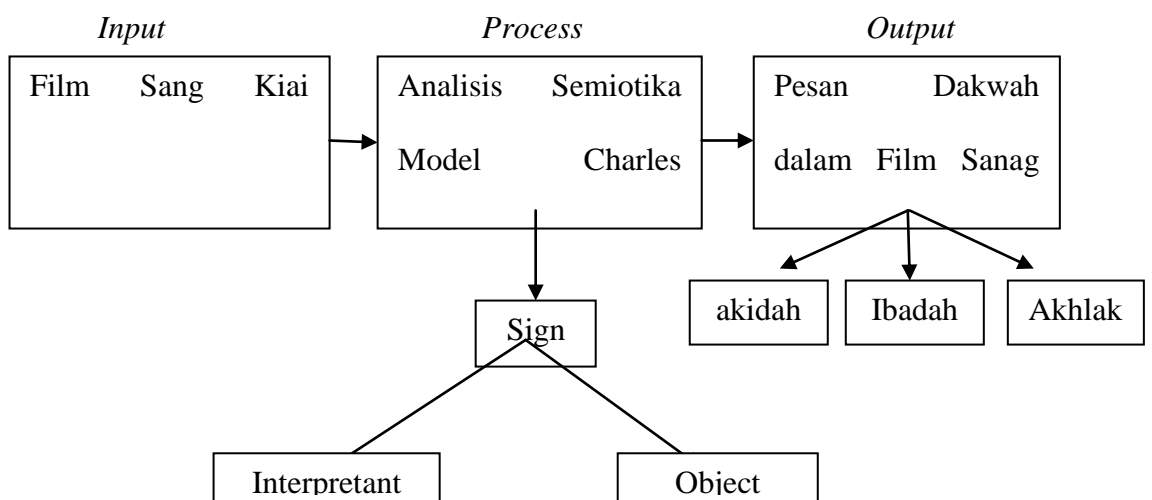 Input Process Output
Film Sang Kiai
Analisis Semiotika
Model Charles
Pesan Dakwah
dalam Film Sanag
akidah Ibadah Akhlak
Sign
Interpretant Object